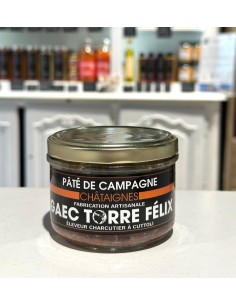 PÂTÉ DE CAMPAGNE
CHÂTAIGNES
FABRICATION ARTISANALE
GAEC TORRE FÉLIX
ÉLEVEUR CHARCUTIER À CUTTOLI